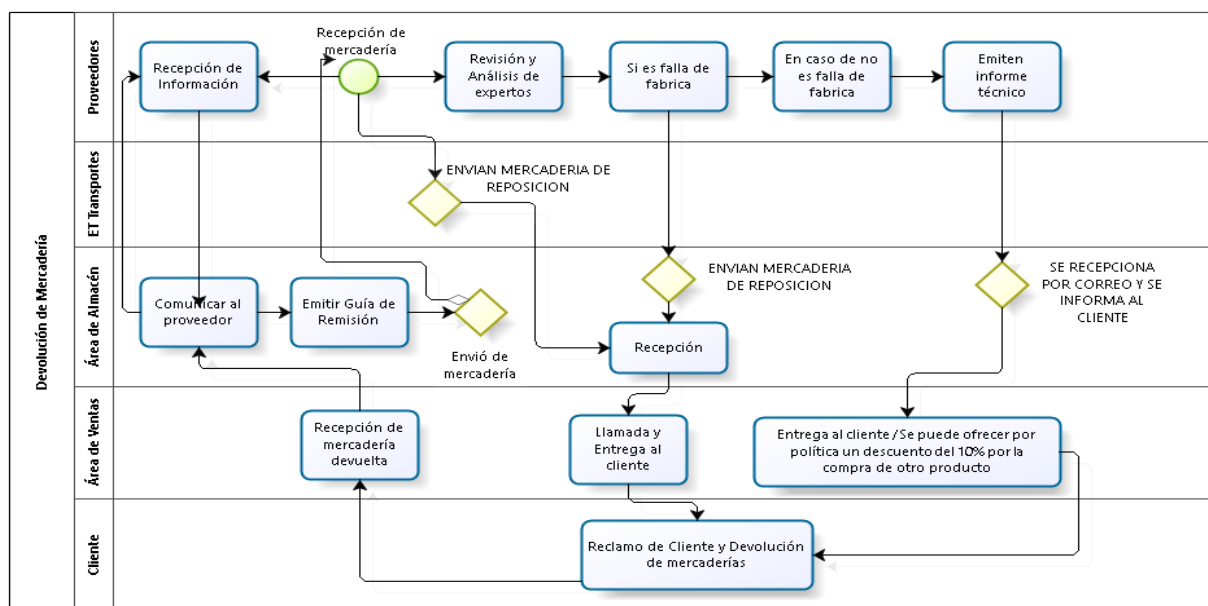 Devolución de Mercadería
Proveedores
Recepción de
Información
Recepción de
mercadería
Revisión y
Análisis de
expertos
Si es falla de
fabrica
En caso de no
es falla de
fabrica
Emiten
informe
técnico
ET Transportes
ENVIAN MERCADERIA DE
REPOSICION
Área de Almacén
Comunicar al
proveedor
Emitir Guía de
Remisión
Envió de
mercadería
ENVIAN MERCADERIA
DE REPOSICION
Recepción
SE RECEPCIONA
POR CORREO Y SE
INFORMA AL
CLIENTE
Área de Ventas
Recepción de
mercadería
devuelta
Llamada y
Entrega al
cliente
Entrega al cliente /Se puede ofrecer por
política un descuento del 10% por la
compra de otro producto
Cliente
Reclamo de Cliente y Devolución
de mercaderías